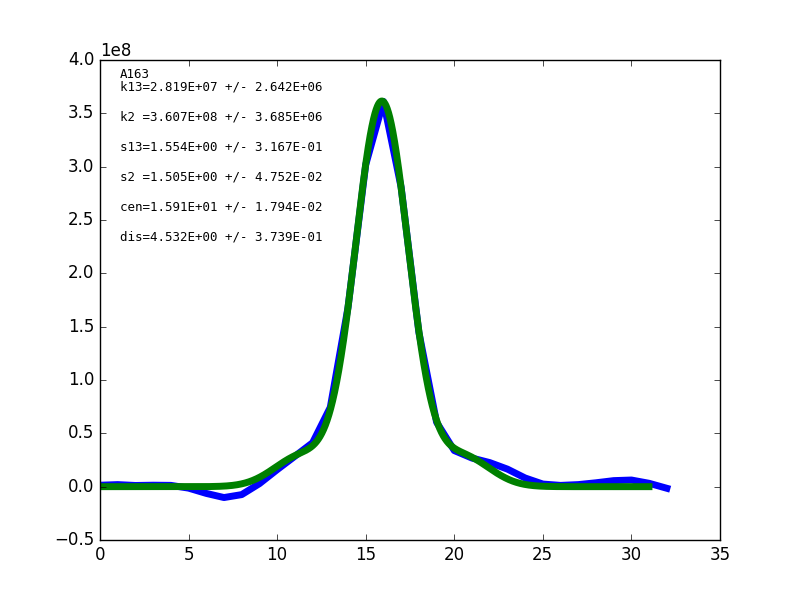 1e8
4.0
3.5
3.0
2.5
2.0
1.5
1.0
0.5
0.0
−0.5
A163
k13=2.819E+07 +/- 2.642E+06
k2 =3.607E+08 +/- 3.685E+06
s13=1.554E+00 +/- 3.167E-01
s2 =1.505E+00 +/- 4.752E-02
cen=1.591E+01 +/- 1.794E-02
dis=4.532E+00 +/- 3.739E-01
0 5 10 15 20 25 30 35